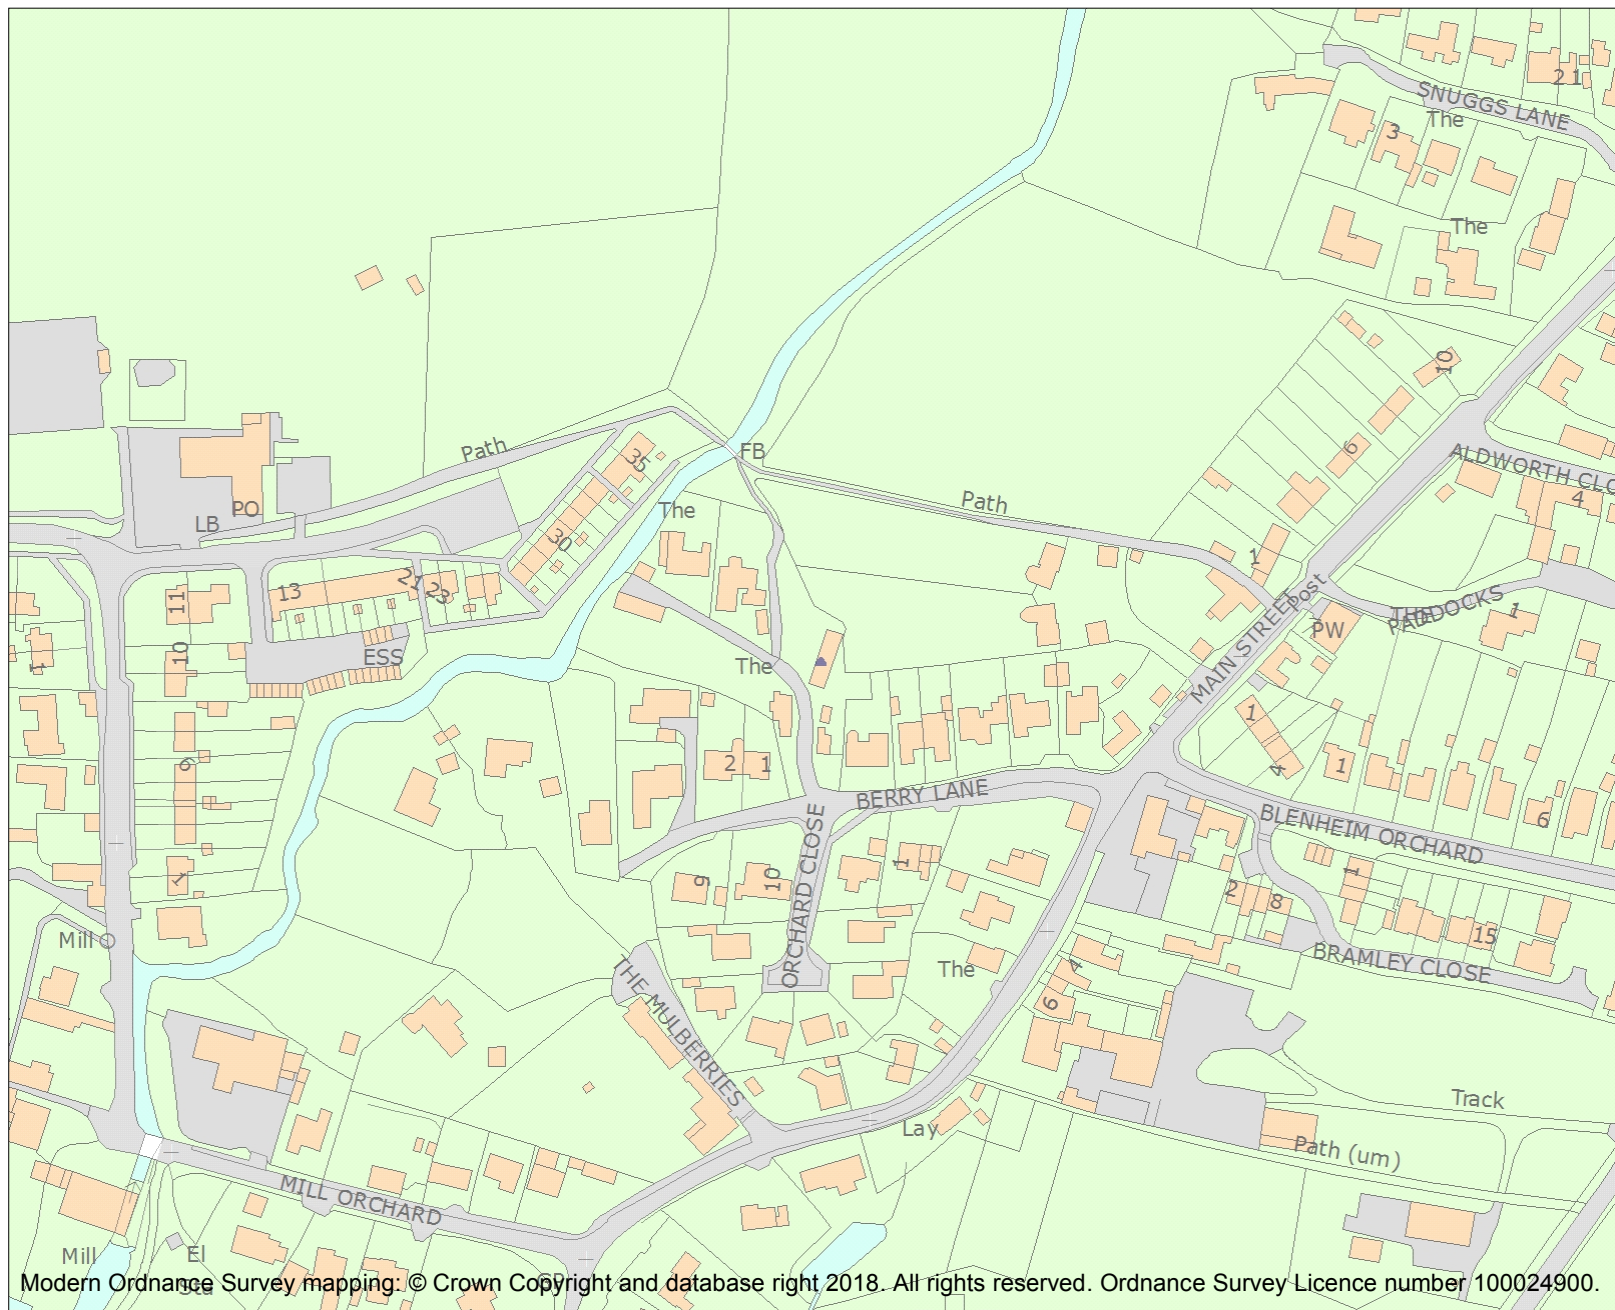 21
SNUGGS LANE
The
3
The
10
6
ALDWORTH CLO
4
Path
35
FB
PO
LB
Path
The
30
1
Post
13
21
23
11
THE
PADDOCKS
1
PW
MAIN STREET
10
1
ESS
The
1
6
2
1
4
1
BERRY LANE
BLENHEIM ORCHARD
6
ORCHARD CLOSE
1
1
9
10
1
2
8
15
Mill
BRAMLEY CLOSE
The
4
THE MULBERRIES
6
Track
Lay
Path (um)
MILL ORCHARD
Mill
El
Sta
Modern Ordnance Survey mapping: © Crown Copyright and database right 2018. All rights reserved. Ordnance Survey Licence number 100024900.